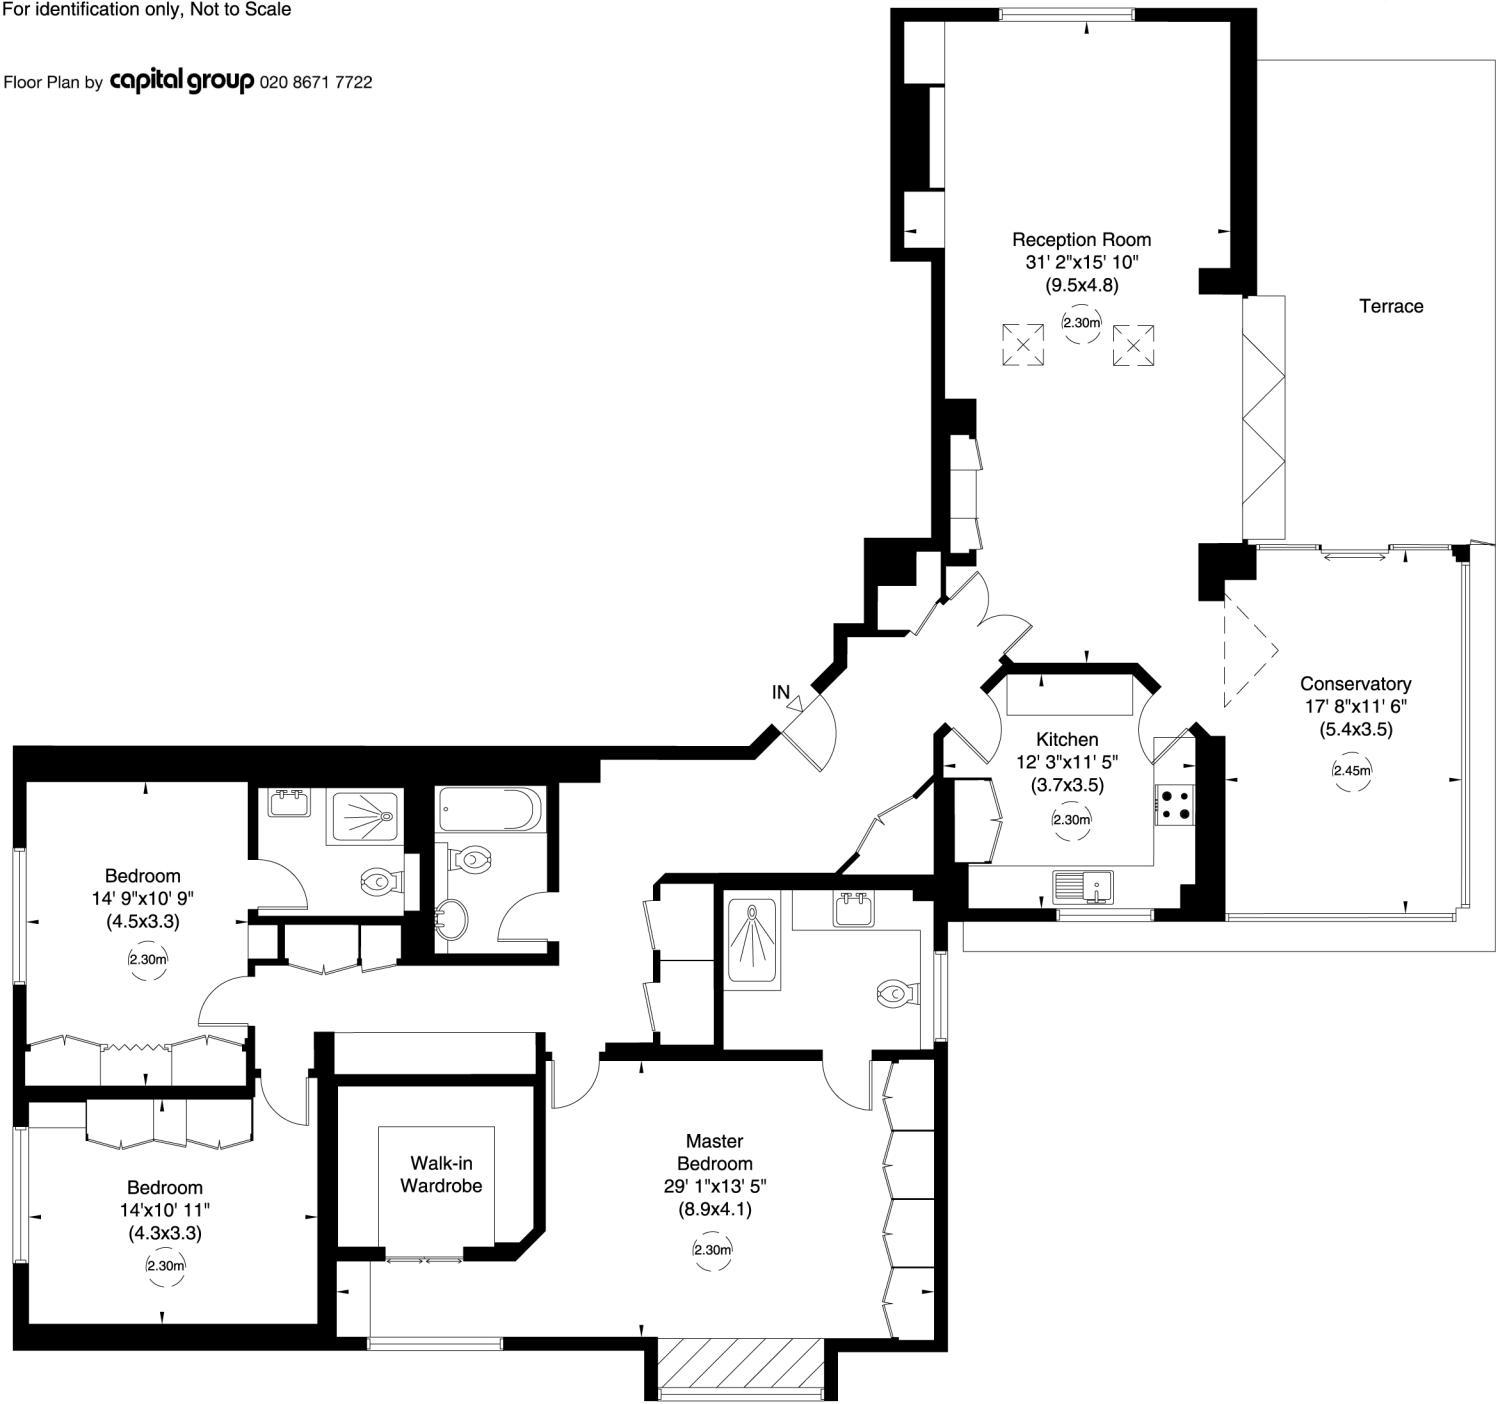 For identification only, Not to Scale
Floor Plan by capital group 020 8671 7722
Reception Room
31' 2"x15' 10"
(9.5x4.8)
2.30m
Terrace
IN
Conservatory
17' 8"x11' 6"
(5.4x3.5)
2.45m
Kitchen
12' 3"x11' 5"
(3.7x3.5)
2.30m
Bedroom
14' 9"x10' 9"
(4.5x3.3)
2.30m
Master
Bedroom
29' 1"x13' 5"
(8.9x4.1)
2.30m
Walk-in
Wardrobe
Bedroom
14'x10' 11"
(4.3x3.3)
2.30m